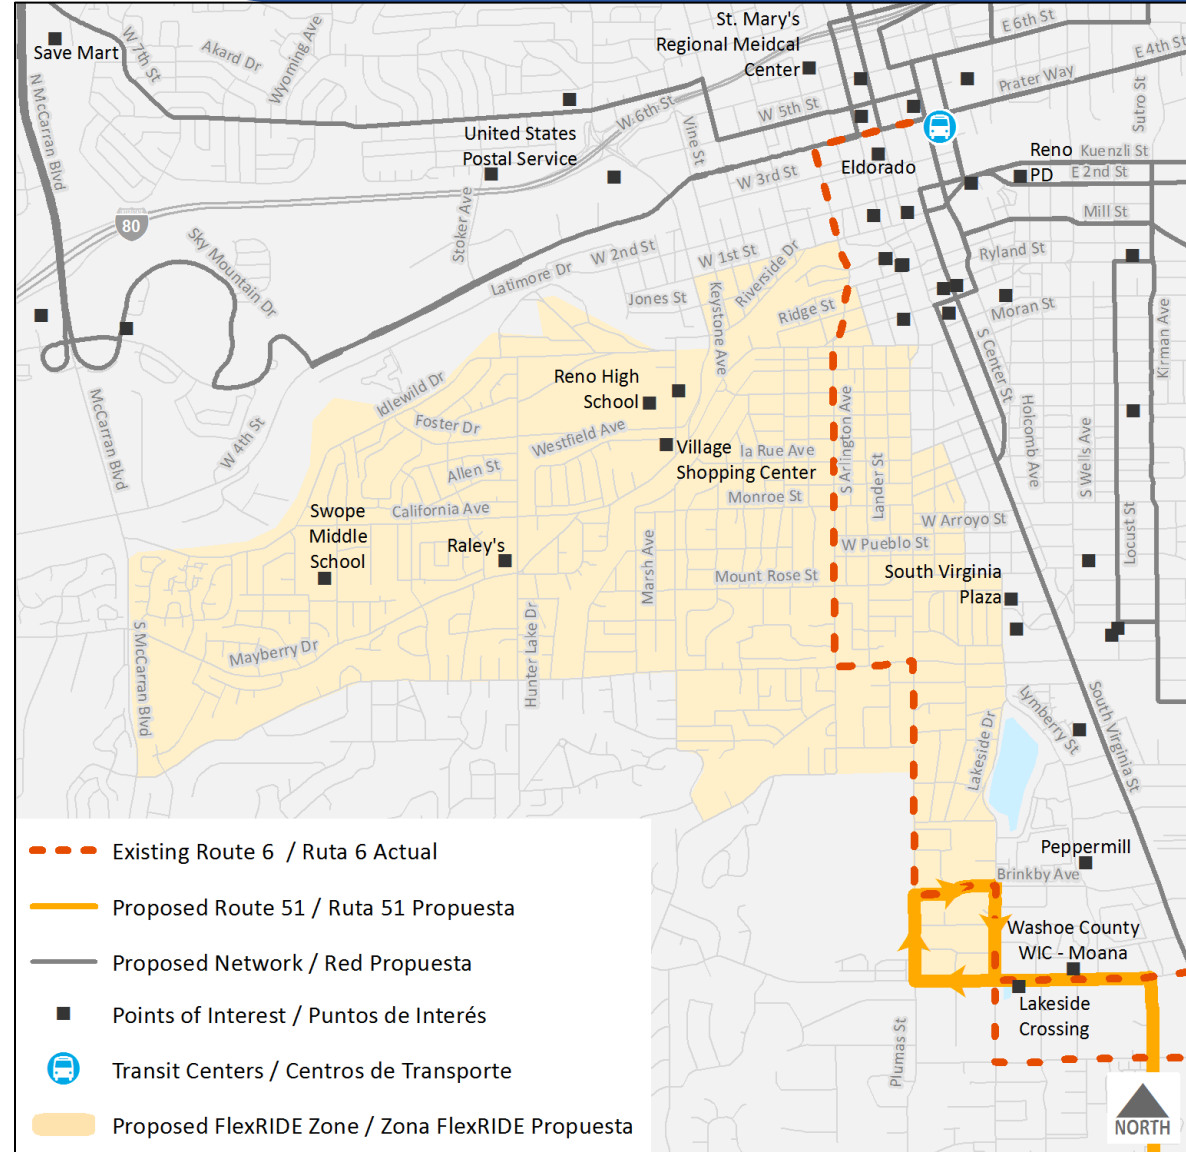 St. Mary's
Regional Meidcal
Center
E 6th St
E 4th St
Save Mart
W 7th St
Akard Dr
Wyoming Ave
Prater Way
Sutro St
N McCarran Blvd
W 6th St
W 5th St
Vine St
United States
Postal Service
Eldorado
Reno
PD
Kuenzli St
E 2nd St
W 3rd St
Mill St
80
Stoker Ave
Sky Mountain Dr
W 2nd St
W 1st St
Riverside Dr
Ryland St
Latimore Dr
Jones St
Keystone Ave
Ridge St
Moran St
S Center St
Kirman Ave
McCarran Blvd
W 4th St
Idlewild Dr
Reno High
School
Foster Dr
Westfield Ave
Village
Shopping Center
la Rue Ave
S Arlington Ave
Lander St
Holcomb Ave
S Wells Ave
Allen St
Monroe St
California Ave
Swope
Middle
School
Raley's
W Arroyo St
W Pueblo St
Locust St
Marsh Ave
Mount Rose St
South Virginia
Plaza
Hunter Lake Dr
Mayberry Dr
S McCarran Blvd
Lymberry St
South Virginia St
Lakeside Dr
Peppermill
Brinkby Ave
Washoe County
WIC - Moana
Lakeside
Crossing
Plumas St
Existing Route 6 / Ruta 6 Actual
Proposed Route 51 / Ruta 51 Propuesta
Proposed Network / Red Propuesta
Points of Interest / Puntos de Interés
Transit Centers / Centros de Transporte
Proposed FlexRIDE Zone / Zona FlexRIDE Propuesta
NORTH